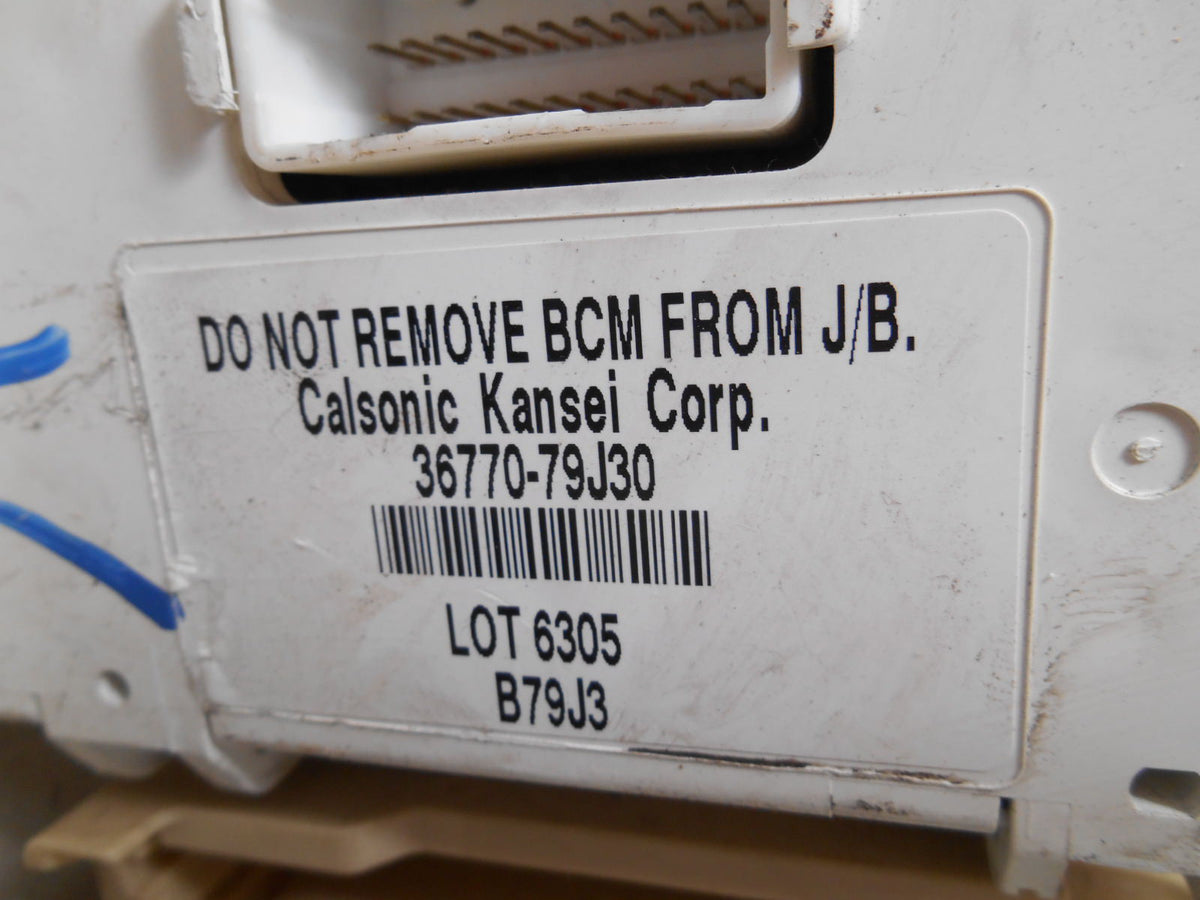 DO NOT REMOVE BCM FROM J/B.
Calsonic Kansei Corp.
36770-79J30
LOT 6305
B79J3